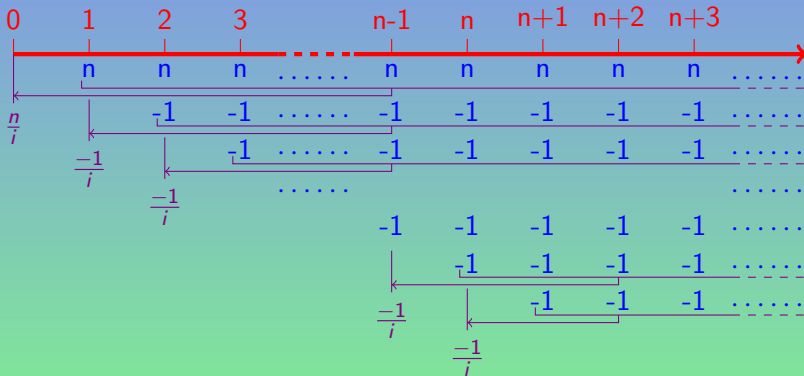 0 1 2 3 n-1 n n+1 n+2 n+3
n n n ...... n n n n n ......
n/i
-1 -1 ...... -1 -1 -1 -1 -1 ......
-1/i
-1 ...... -1 -1 -1 -1 -1 ......
-1/i
...... ......
-1 -1 -1 -1 -1 ......
-1 -1 -1 -1 ......
-1/i
-1 -1 -1 ......
-1/i